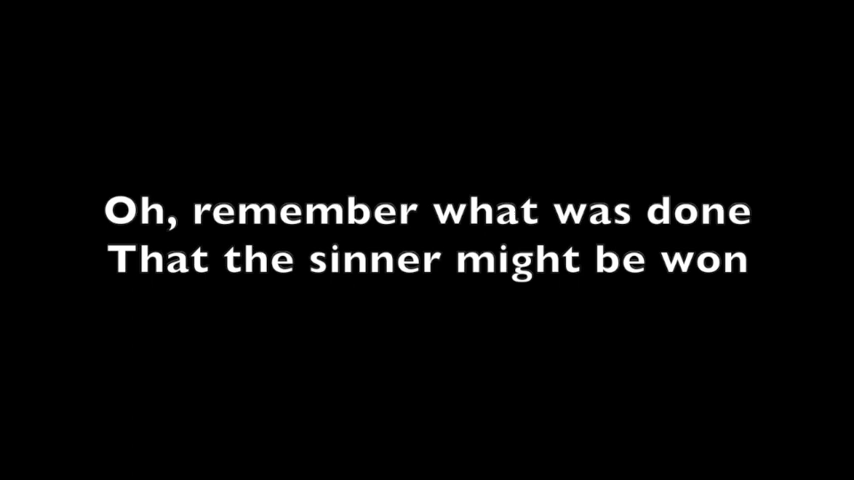 Oh, remember what was done
That the sinner might be won